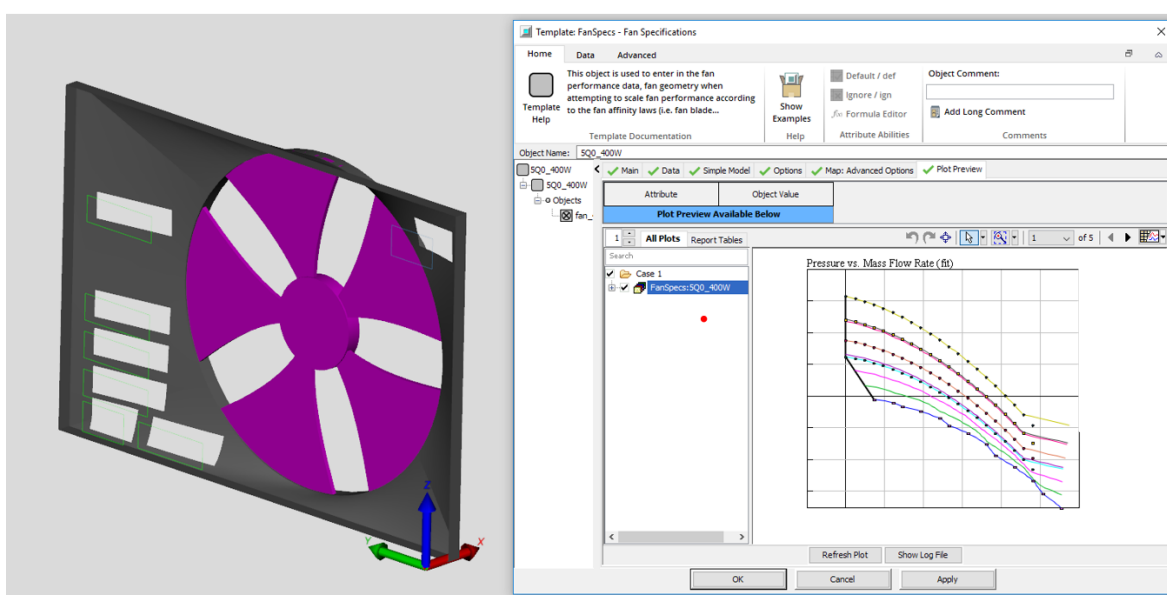 Template: FanSpecs - Fan Specifications
Home Data Advanced
This object is used to enter in the fan
performance data, fan geometry when
attempting to scale fan performance according
to the fan affinity laws (i.e. fan blade...
Template
Help
Show
Examples
Default / def
Ignore / ign
f(x) Formula Editor
Object Comment:
Add Long Comment
Template Documentation Help Attribute Abilities Comments
Object Name: 5Q0_400W
5Q0_400W
5Q0_400W
Objects
fan_
Main Data Simple Model Options Map: Advanced Options Plot Preview
Attribute Object Value
Plot Preview Available Below
1 All Plots Report Tables
1 of 5
Search
Case 1
FanSpecs:5Q0_400W
Pressure vs. Mass Flow Rate (fit)
Refresh Plot Show Log File
OK Cancel Apply
Z
Y
X